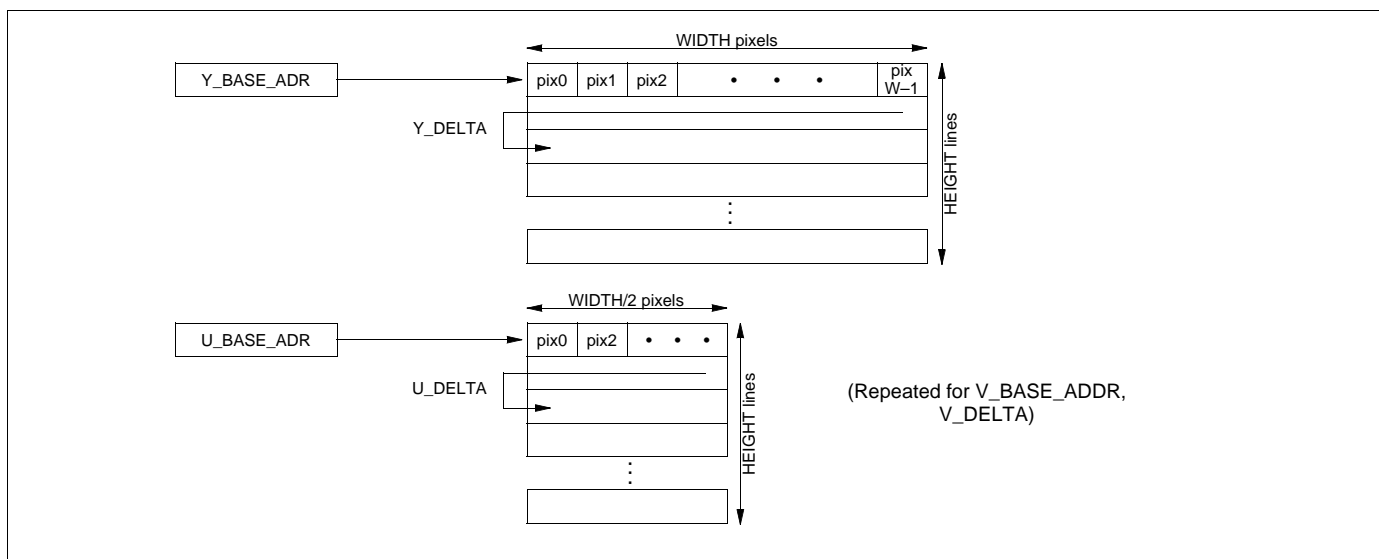 WIDTH pixels
Y_BASE_ADR
pix0 pix1 pix2 • • • pix
W–1
Y_DELTA
HEIGHT lines
WIDTH/2 pixels
U_BASE_ADR
pix0 pix2 • • •
U_DELTA
HEIGHT lines
(Repeated for V_BASE_ADDR,
V_DELTA)